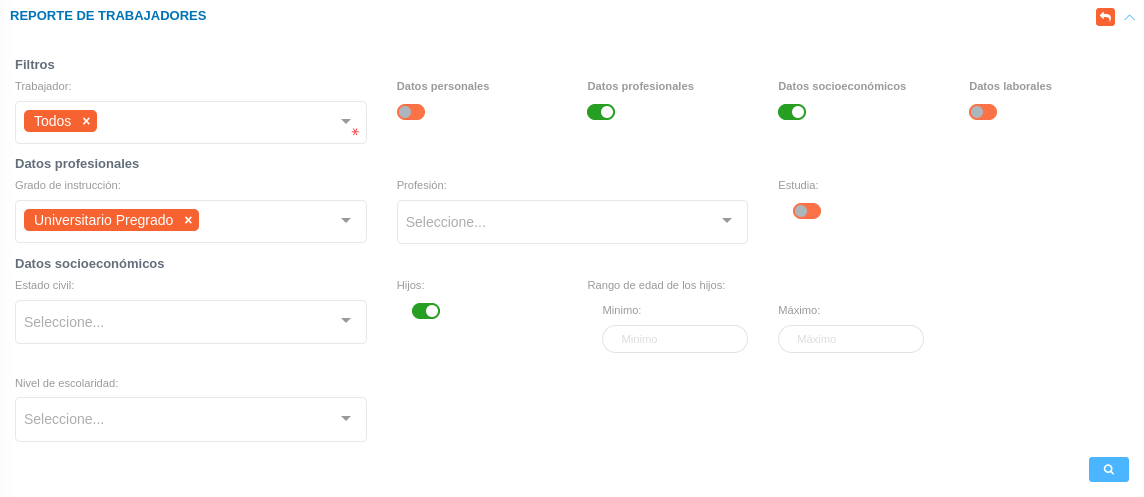 REPORTE DE TRABAJADORES
Filtros
Trabajador: Datos personales Datos profesionales Datos socioeconómicos Datos laborales
Todos ×
*
Datos profesionales
Grado de instrucción: Profesión: Estudia:
Universitario Pregrado × Seleccione...
Datos socioeconómicos
Estado civil: Hijos: Rango de edad de los hijos:
Minimo: Máximo:
Seleccione... Minimo Máximo
Nivel de escolaridad:
Seleccione...